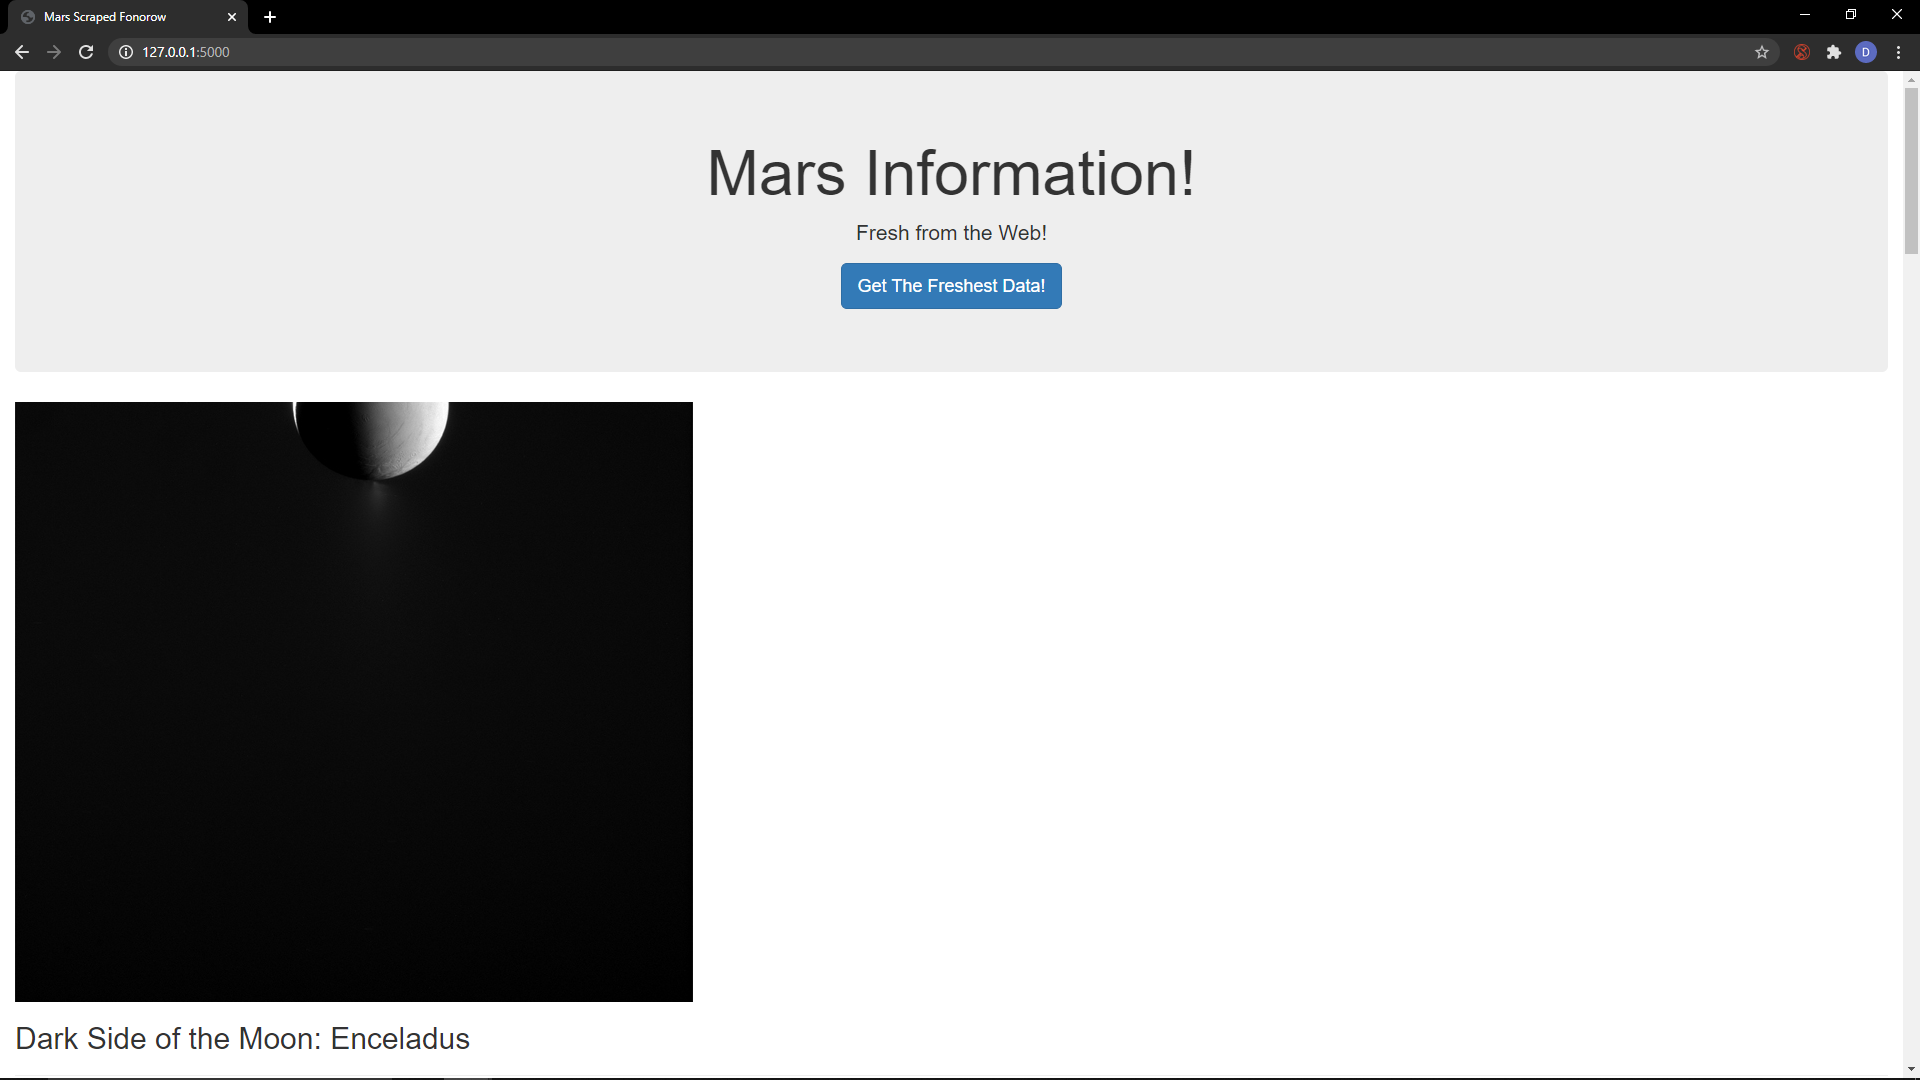 Mars Scraped Fonorow
127.0.0.1:5000
D
Mars Information!
Fresh from the Web!
Get The Freshest Data!
Dark Side of the Moon: Enceladus